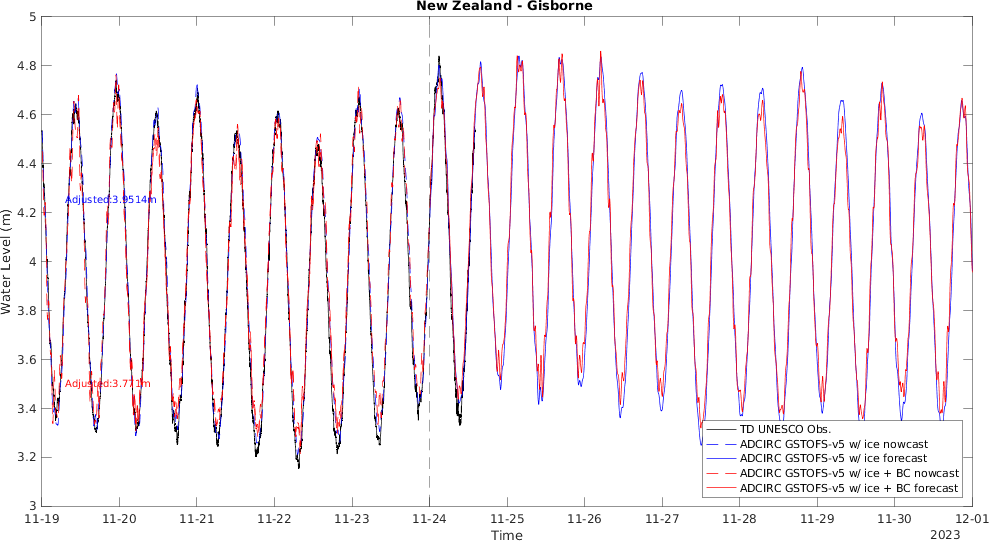 New Zealand - Gisborne
5
4.8
4.6
4.4
4.2
4
3.8
3.6
3.4
3.2
3
Water Level (m)
Adjusted:3.9514m
Adjusted:3.771m
TD UNESCO Obs.
ADCIRC GSTOFS-v5 w/ ice nowcast
ADCIRC GSTOFS-v5 w/ ice forecast
ADCIRC GSTOFS-v5 w/ ice + BC nowcast
ADCIRC GSTOFS-v5 w/ ice + BC forecast
11-19 11-20 11-21 11-22 11-23 11-24 11-25 11-26 11-27 11-28 11-29 11-30 12-01
Time
2023